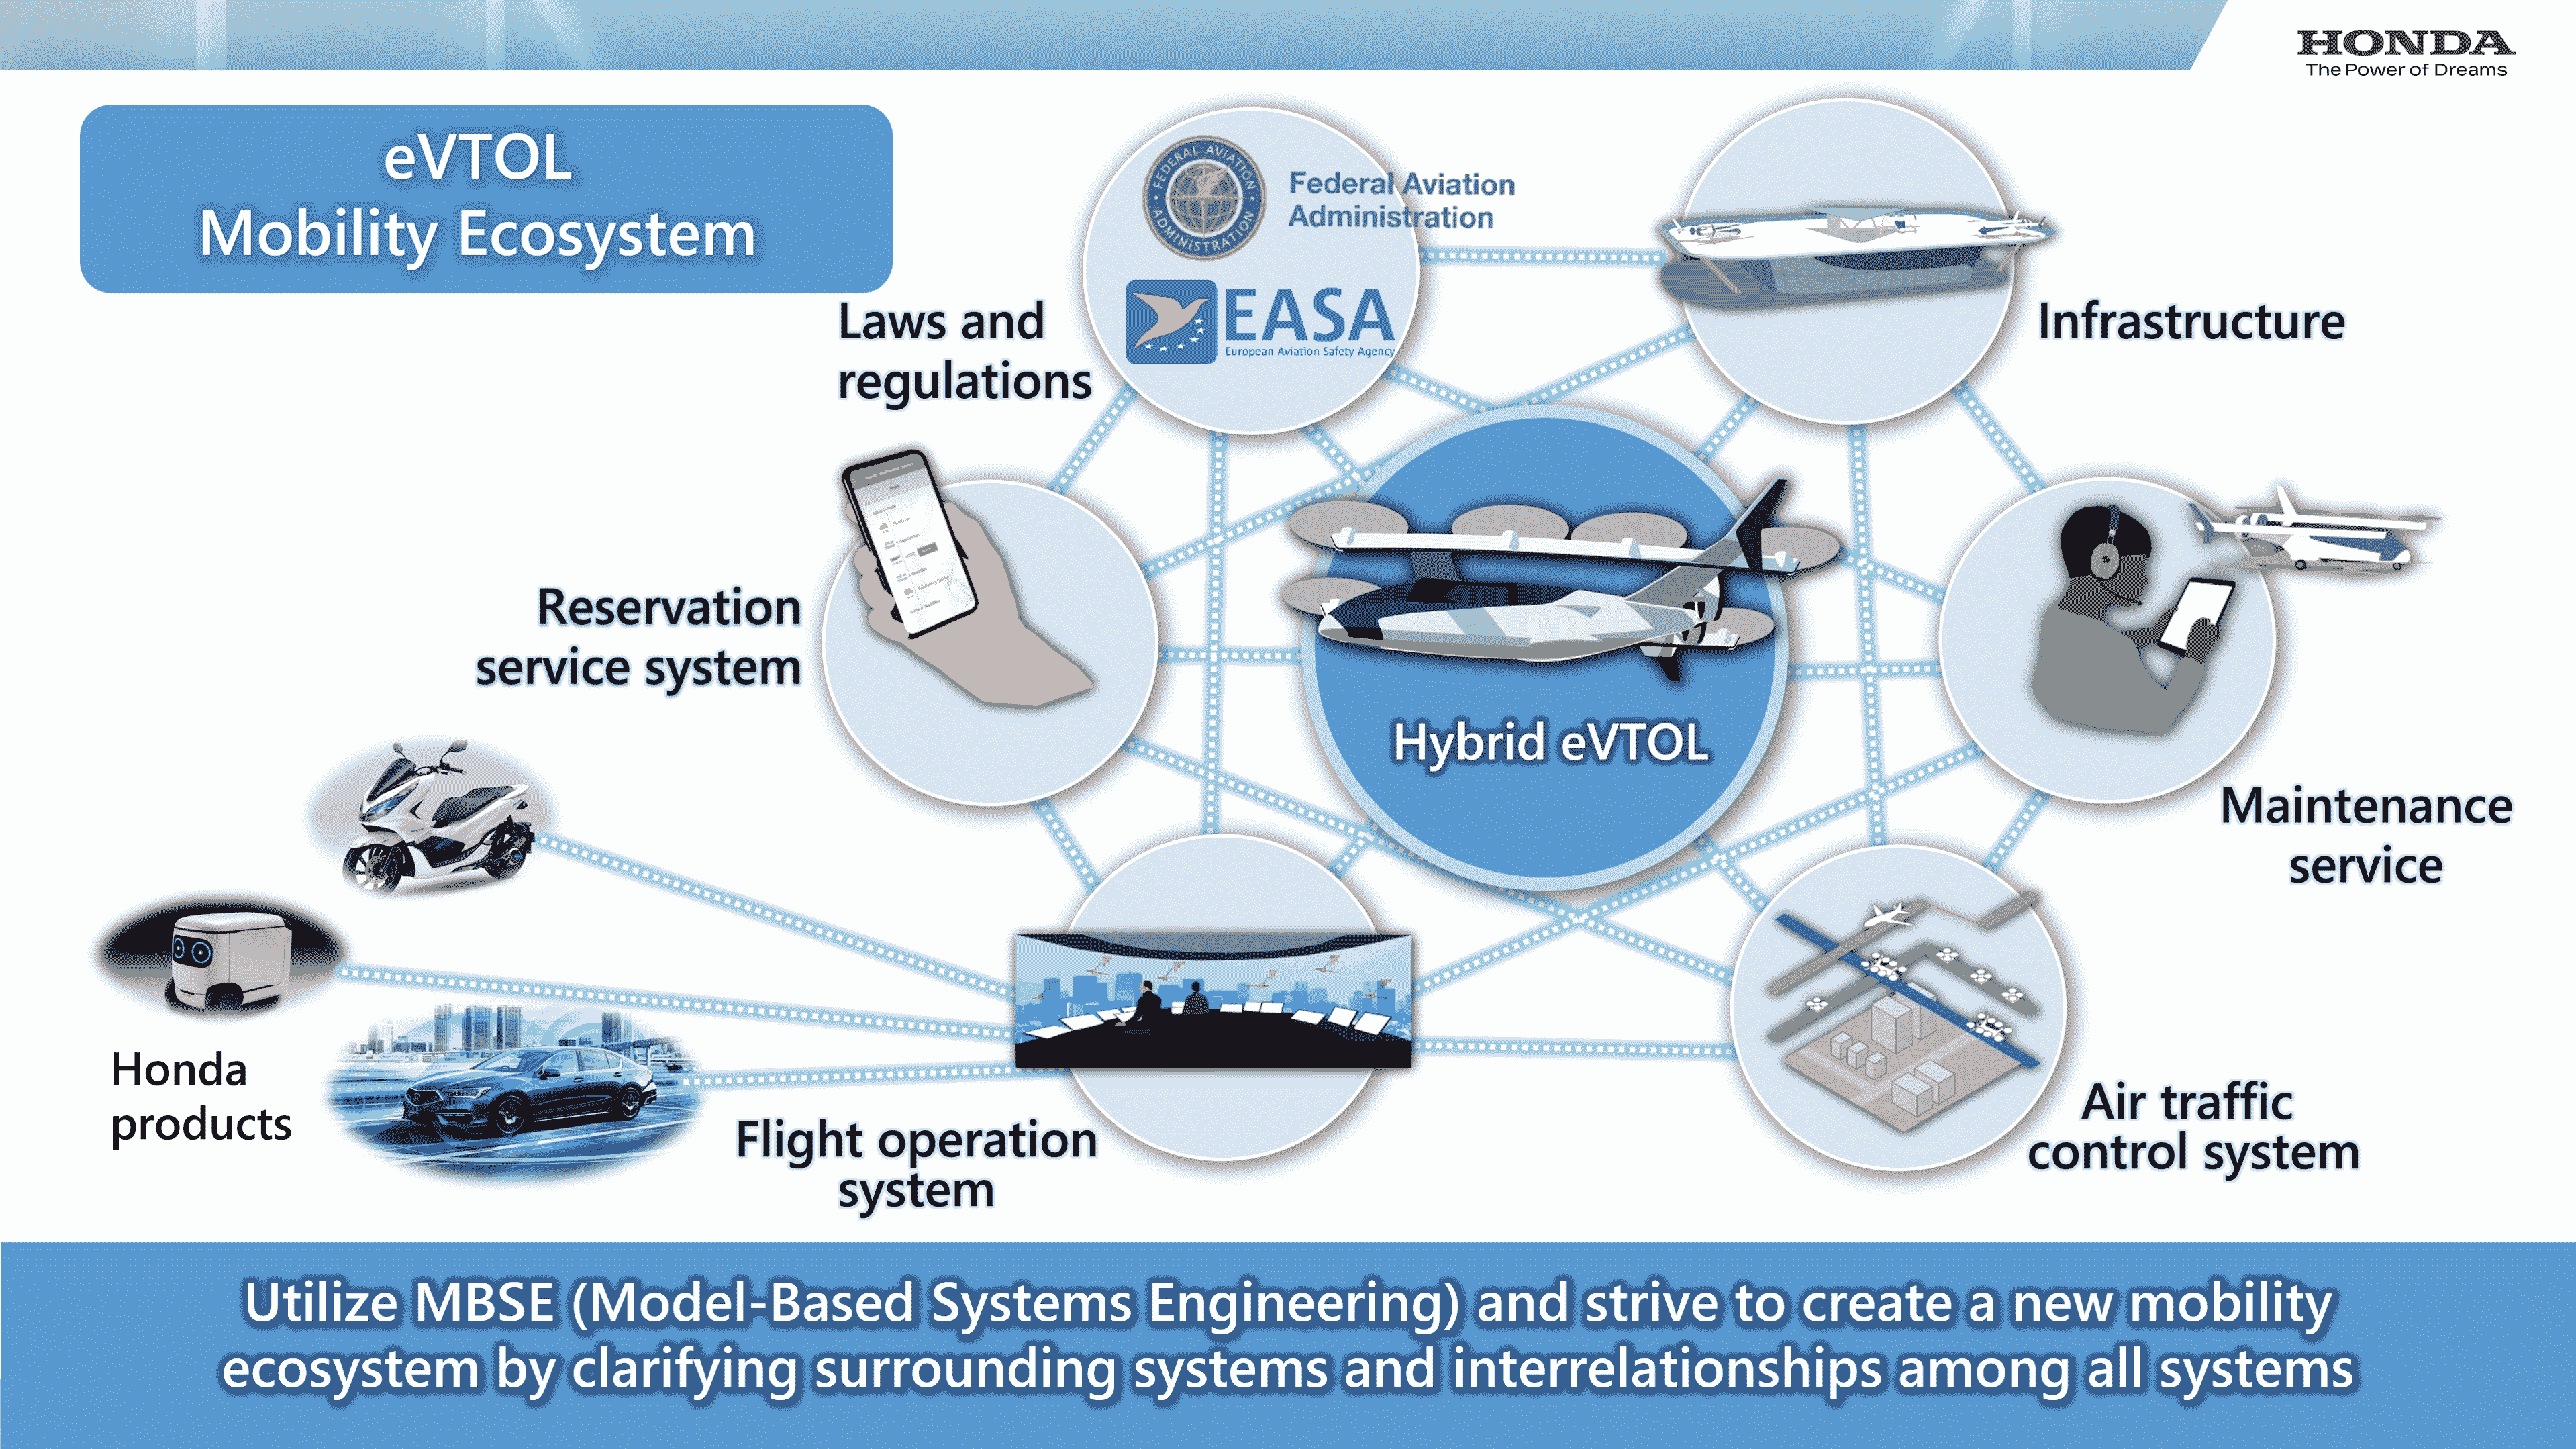 HONDA
The Power of Dreams
eVTOL
Mobility Ecosystem
FEDERAL AVIATION ADMINISTRATION
Federal Aviation
Administration
EASA
European Aviation Safety Agency
Laws and
regulations
Infrastructure
Reservation
service system
Hybrid eVTOL
Maintenance
service
Honda
products
Flight operation
system
Air traffic
control system
Utilize MBSE (Model-Based Systems Engineering) and strive to create a new mobility
ecosystem by clarifying surrounding systems and interrelationships among all systems